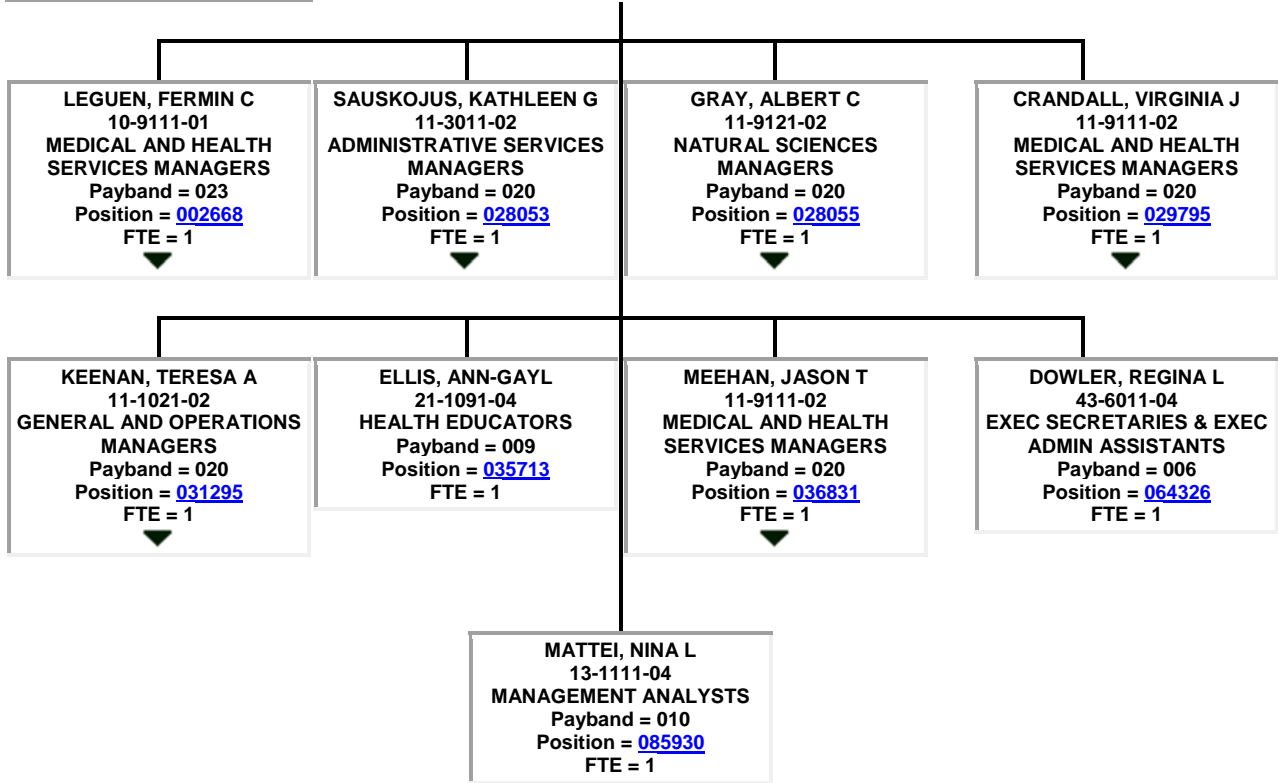 LEGUEN, FERMIN C
10-9111-01
MEDICAL AND HEALTH
SERVICES MANAGERS
Payband = 023
Position = 002668
FTE = 1
SAUSKOJUS, KATHLEEN G
11-3011-02
ADMINISTRATIVE SERVICES
MANAGERS
Payband = 020
Position = 028053
FTE = 1
GRAY, ALBERT C
11-9121-02
NATURAL SCIENCES
MANAGERS
Payband = 020
Position = 028055
FTE = 1
CRANDALL, VIRGINIA J
11-9111-02
MEDICAL AND HEALTH
SERVICES MANAGERS
Payband = 020
Position = 029795
FTE = 1
KEENAN, TERESA A
11-1021-02
GENERAL AND OPERATIONS
MANAGERS
Payband = 020
Position = 031295
FTE = 1
ELLIS, ANN-GAYL
21-1091-04
HEALTH EDUCATORS
Payband = 009
Position = 035713
FTE = 1
MEEHAN, JASON T
11-9111-02
MEDICAL AND HEALTH
SERVICES MANAGERS
Payband = 020
Position = 036831
FTE = 1
DOWLER, REGINA L
43-6011-04
EXEC SECRETARIES & EXEC
ADMIN ASSISTANTS
Payband = 006
Position = 064326
FTE = 1
MATTEI, NINA L
13-1111-04
MANAGEMENT ANALYSTS
Payband = 010
Position = 085930
FTE = 1